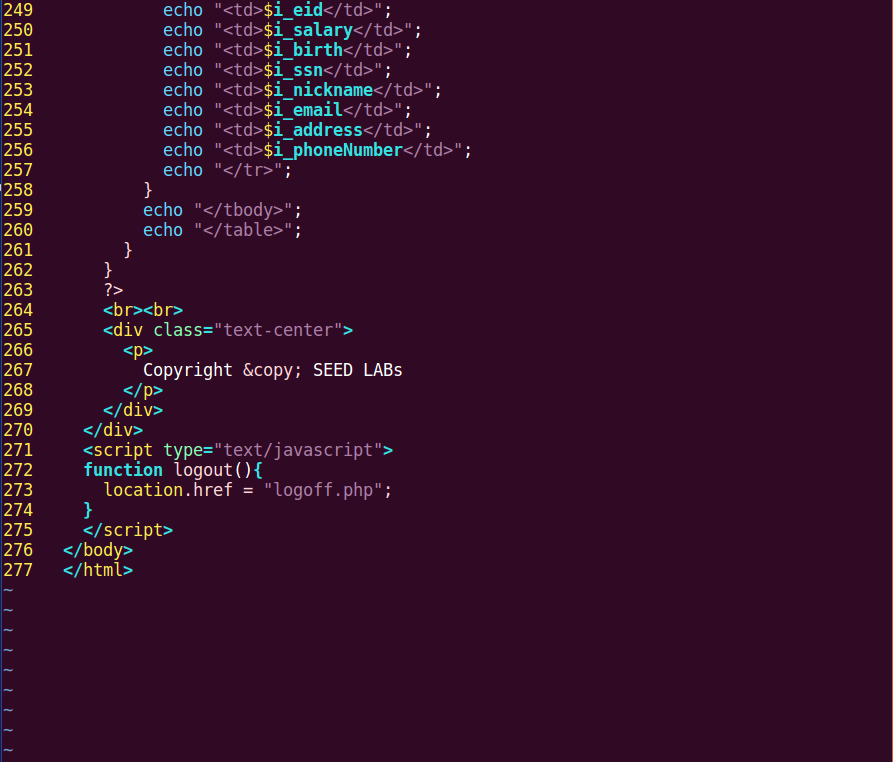 249             echo "<td>$i_eid</td>";
250             echo "<td>$i_salary</td>";
251             echo "<td>$i_birth</td>";
252             echo "<td>$i_ssn</td>";
253             echo "<td>$i_nickname</td>";
254             echo "<td>$i_email</td>";
255             echo "<td>$i_address</td>";
256             echo "<td>$i_phoneNumber</td>";
257             echo "</tr>";
258           }
259           echo "</tbody>";
260           echo "</table>";
261         }
262       }
263       ?>
264       <br><br>
265       <div class="text-center">
266         <p>
267           Copyright &copy; SEED LABs
268         </p>
269       </div>
270     </div>
271     <script type="text/javascript">
272     function logout(){
273       location.href = "logoff.php";
274     }
275     </script>
276   </body>
277   </html>
~
~
~
~
~
~
~
~
~